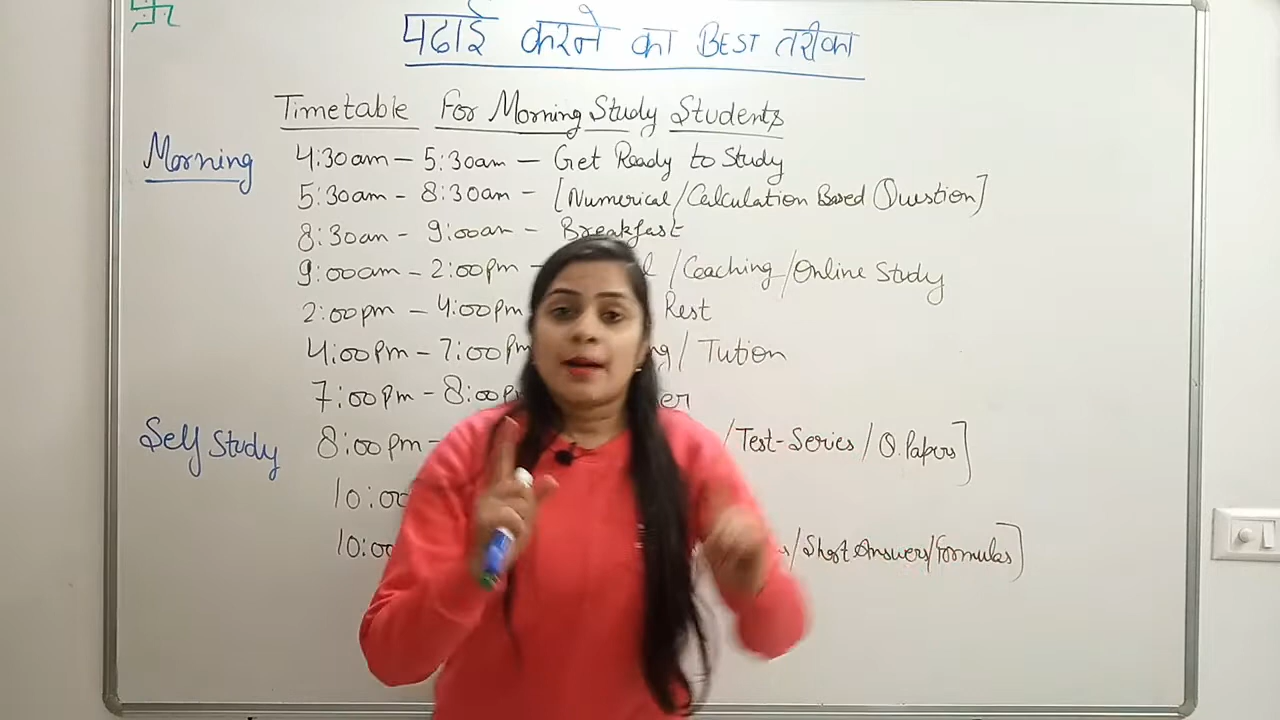 पढाई करने का BEST तरीका
Timetable For Morning Study Students
Morning
4:30am - 5:30am - Get Ready to Study
5:30am - 8:30am - [Numerical/Calculation Based Question]
8:30am - 9:00am - Breakfast
9:00am - 2:00pm - /Coaching/Online Study
2:00pm - 4:00pm Rest
4:00pm - 7:00pm / Tution
7:00pm - 8:00p
Self Study
8:00pm - /Test-Series/Q.Papers]
10:00
10:00 /Short Answers/Formulas]